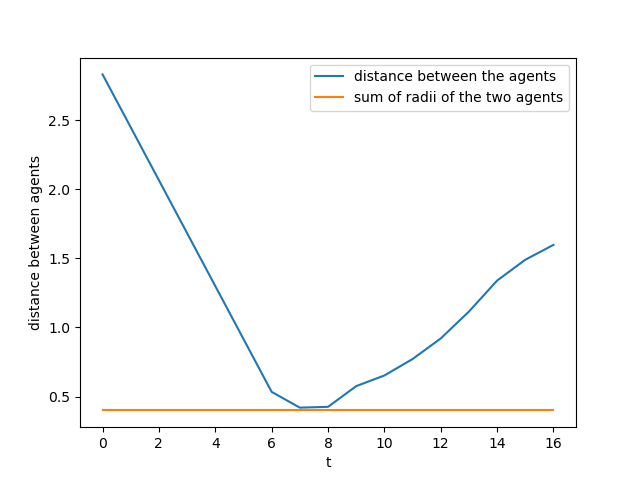 distance between the agents
sum of radii of the two agents
distance between agents
2.5
2.0
1.5
1.0
0.5
0 2 4 6 8 10 12 14 16
t